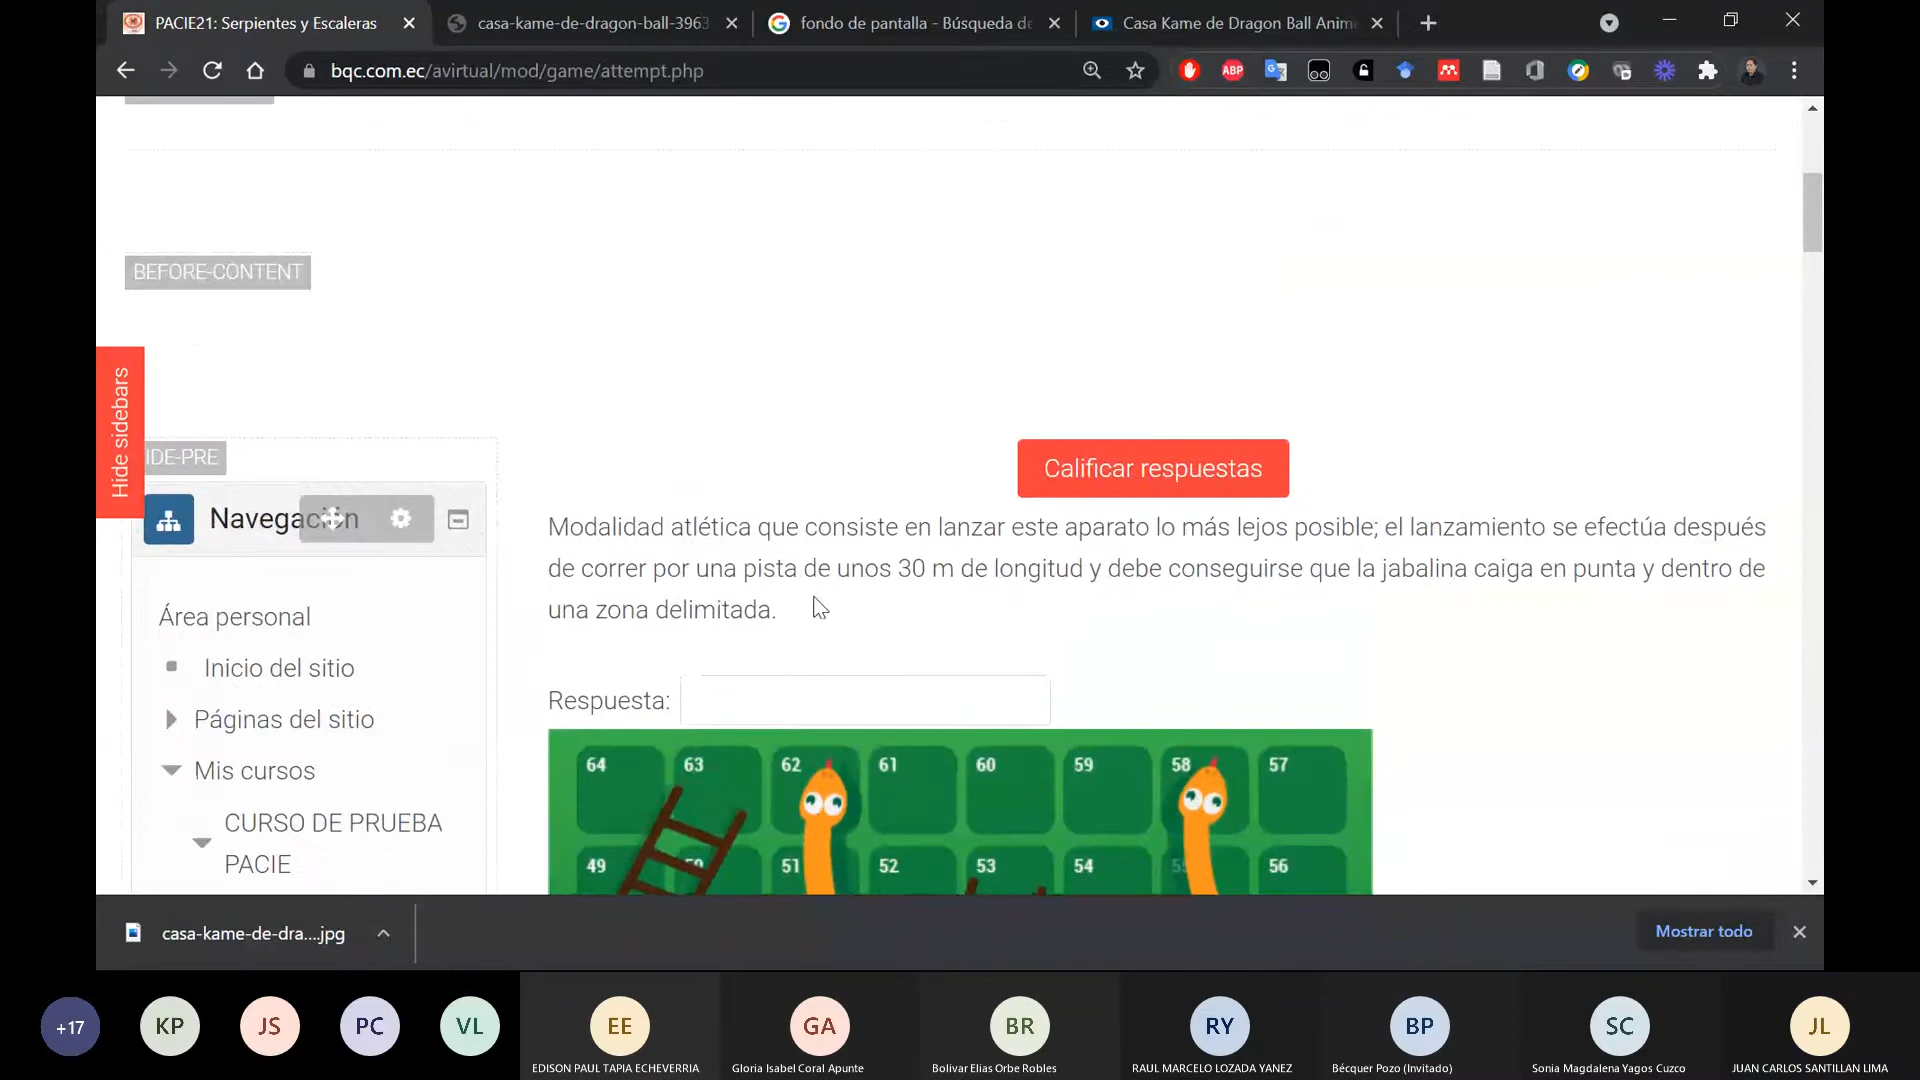 PACIE21: Serpientes y Escaleras
casa-kame-de-dragon-ball-3963
fondo de pantalla - Búsqueda de
Casa Kame de Dragon Ball Anim
bqc.com.ec/avirtual/mod/game/attempt.php
ABP
BEFORE-CONTENT
Hide sidebars
IDE-PRE
Calificar respuestas
Navegación
Modalidad atlética que consiste en lanzar este aparato lo más lejos posible; el lanzamiento se efectúa después
de correr por una pista de unos 30 m de longitud y debe conseguirse que la jabalina caiga en punta y dentro de
una zona delimitada.
Área personal
Inicio del sitio
Respuesta:
Páginas del sitio
64 63 62 61 60 59 58 57
Mis cursos
CURSO DE PRUEBA
PACIE
49 50 51 52 53 54 55 56
casa-kame-de-dra....jpg
Mostrar todo
+17 KP JS PC VL EE GA BR RY BP SC JL
EDISON PAUL TAPIA ECHEVERRIA
Gloria Isabel Coral Apunte
Bolivar Elias Orbe Robles
RAUL MARCELO LOZADA YANEZ
Bécquer Pozo (Invitado)
Sonia Magdalena Yagos Cuzco
JUAN CARLOS SANTILLAN LIMA